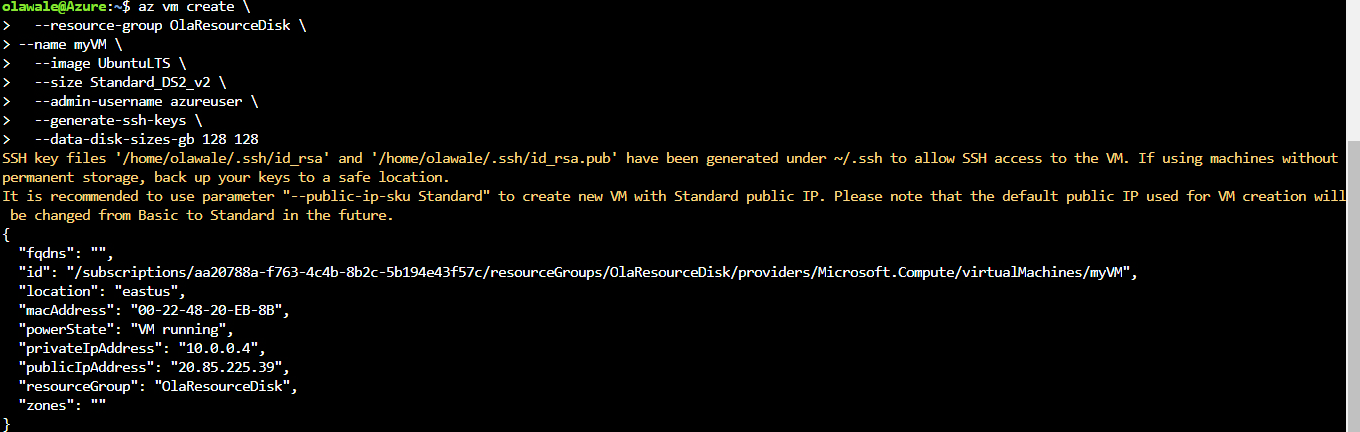 olawale@Azure:~$ az vm create \
>   --resource-group OlaResourceDisk \
> --name myVM \
>   --image UbuntuLTS \
>   --size Standard_DS2_v2 \
>   --admin-username azureuser \
>   --generate-ssh-keys \
>   --data-disk-sizes-gb 128 128
SSH key files '/home/olawale/.ssh/id_rsa' and '/home/olawale/.ssh/id_rsa.pub' have been generated under ~/.ssh to allow SSH access to the VM. If using machines without
permanent storage, back up your keys to a safe location.
It is recommended to use parameter "--public-ip-sku Standard" to create new VM with Standard public IP. Please note that the default public IP used for VM creation will
 be changed from Basic to Standard in the future.
{
  "fqdns": "",
  "id": "/subscriptions/aa20788a-f763-4c4b-8b2c-5b194e43f57c/resourceGroups/OlaResourceDisk/providers/Microsoft.Compute/virtualMachines/myVM",
  "location": "eastus",
  "macAddress": "00-22-48-20-EB-8B",
  "powerState": "VM running",
  "privateIpAddress": "10.0.0.4",
  "publicIpAddress": "20.85.225.39",
  "resourceGroup": "OlaResourceDisk",
  "zones": ""
}